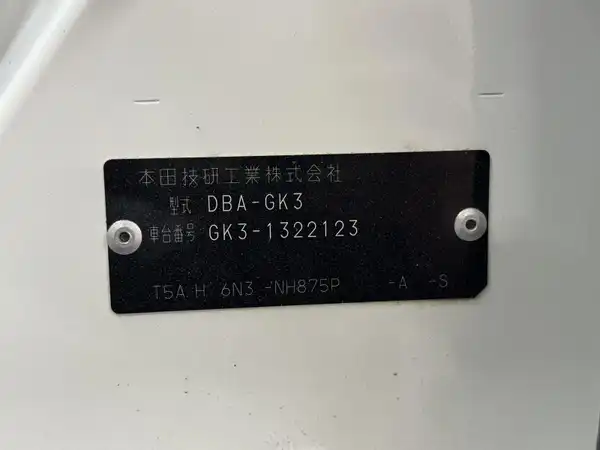 本田技研工業株式会社
型式 DBA-GK3
車台番号 GK3-1322123
T5A H 6N3 -NH875P -A -S